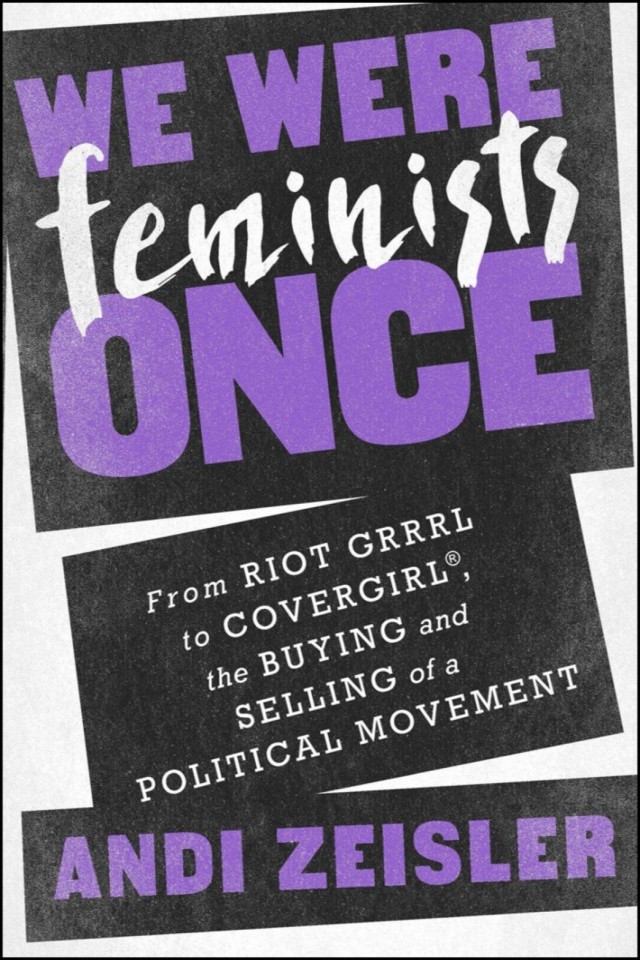 WE WERE
feminists
ONCE
From RIOT GRRRL
to COVERGIRL®,
the BUYING and
SELLING of a
POLITICAL MOVEMENT
ANDI ZEISLER